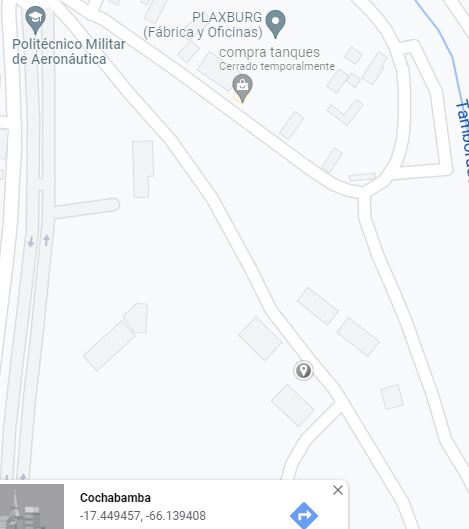 PLAXBURG
(Fábrica y Oficinas)
Politécnico Militar
de Aeronáutica
compra tanques
Cerrado temporalmente
Cochabamba
-17.449457, -66.139408